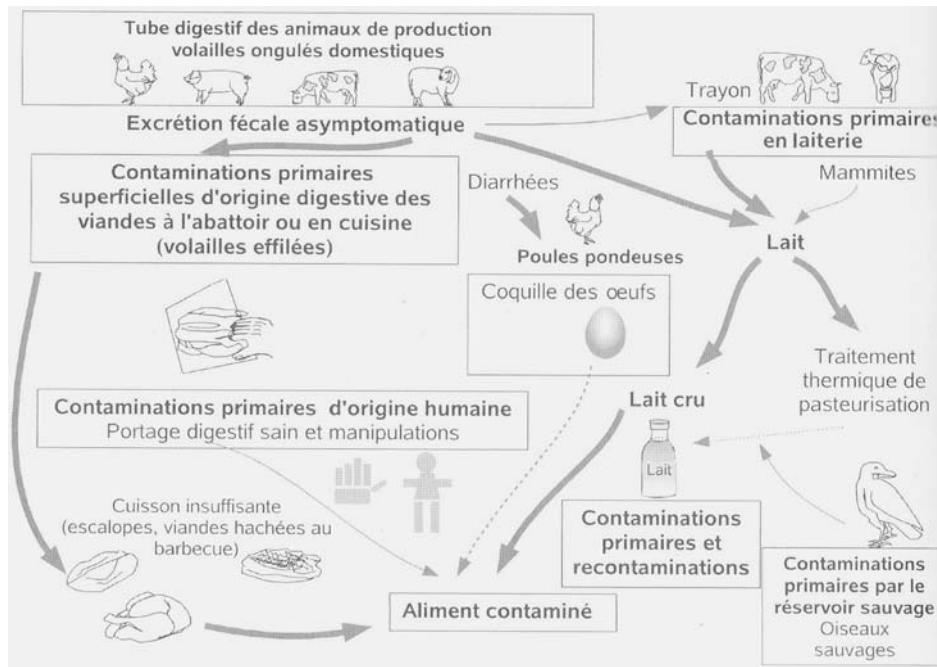 Tube digestif des animaux de production
volailles ongulés domestiques
Trayon
Contaminations primaires
en laiterie
Excrétion fécale asymptomatique
Contaminations primaires
superficielles d'origine digestive des
viandes à l'abattoir ou en cuisine
(volailles effilées)
Diarrhées
Poules pondeuses
Mammites
Lait
Coquille des œufs
Traitement
thermique de
pasteurisation
Contaminations primaires d'origine humaine
Portage digestif sain et manipulations
Lait cru
Lait
Cuisson insuffisante
(escalopes, viandes hachées au
barbecue)
Contaminations
primaires et
recontaminations
Contaminations
primaires par le
réservoir sauvage
Oiseaux
sauvages
Aliment contaminé